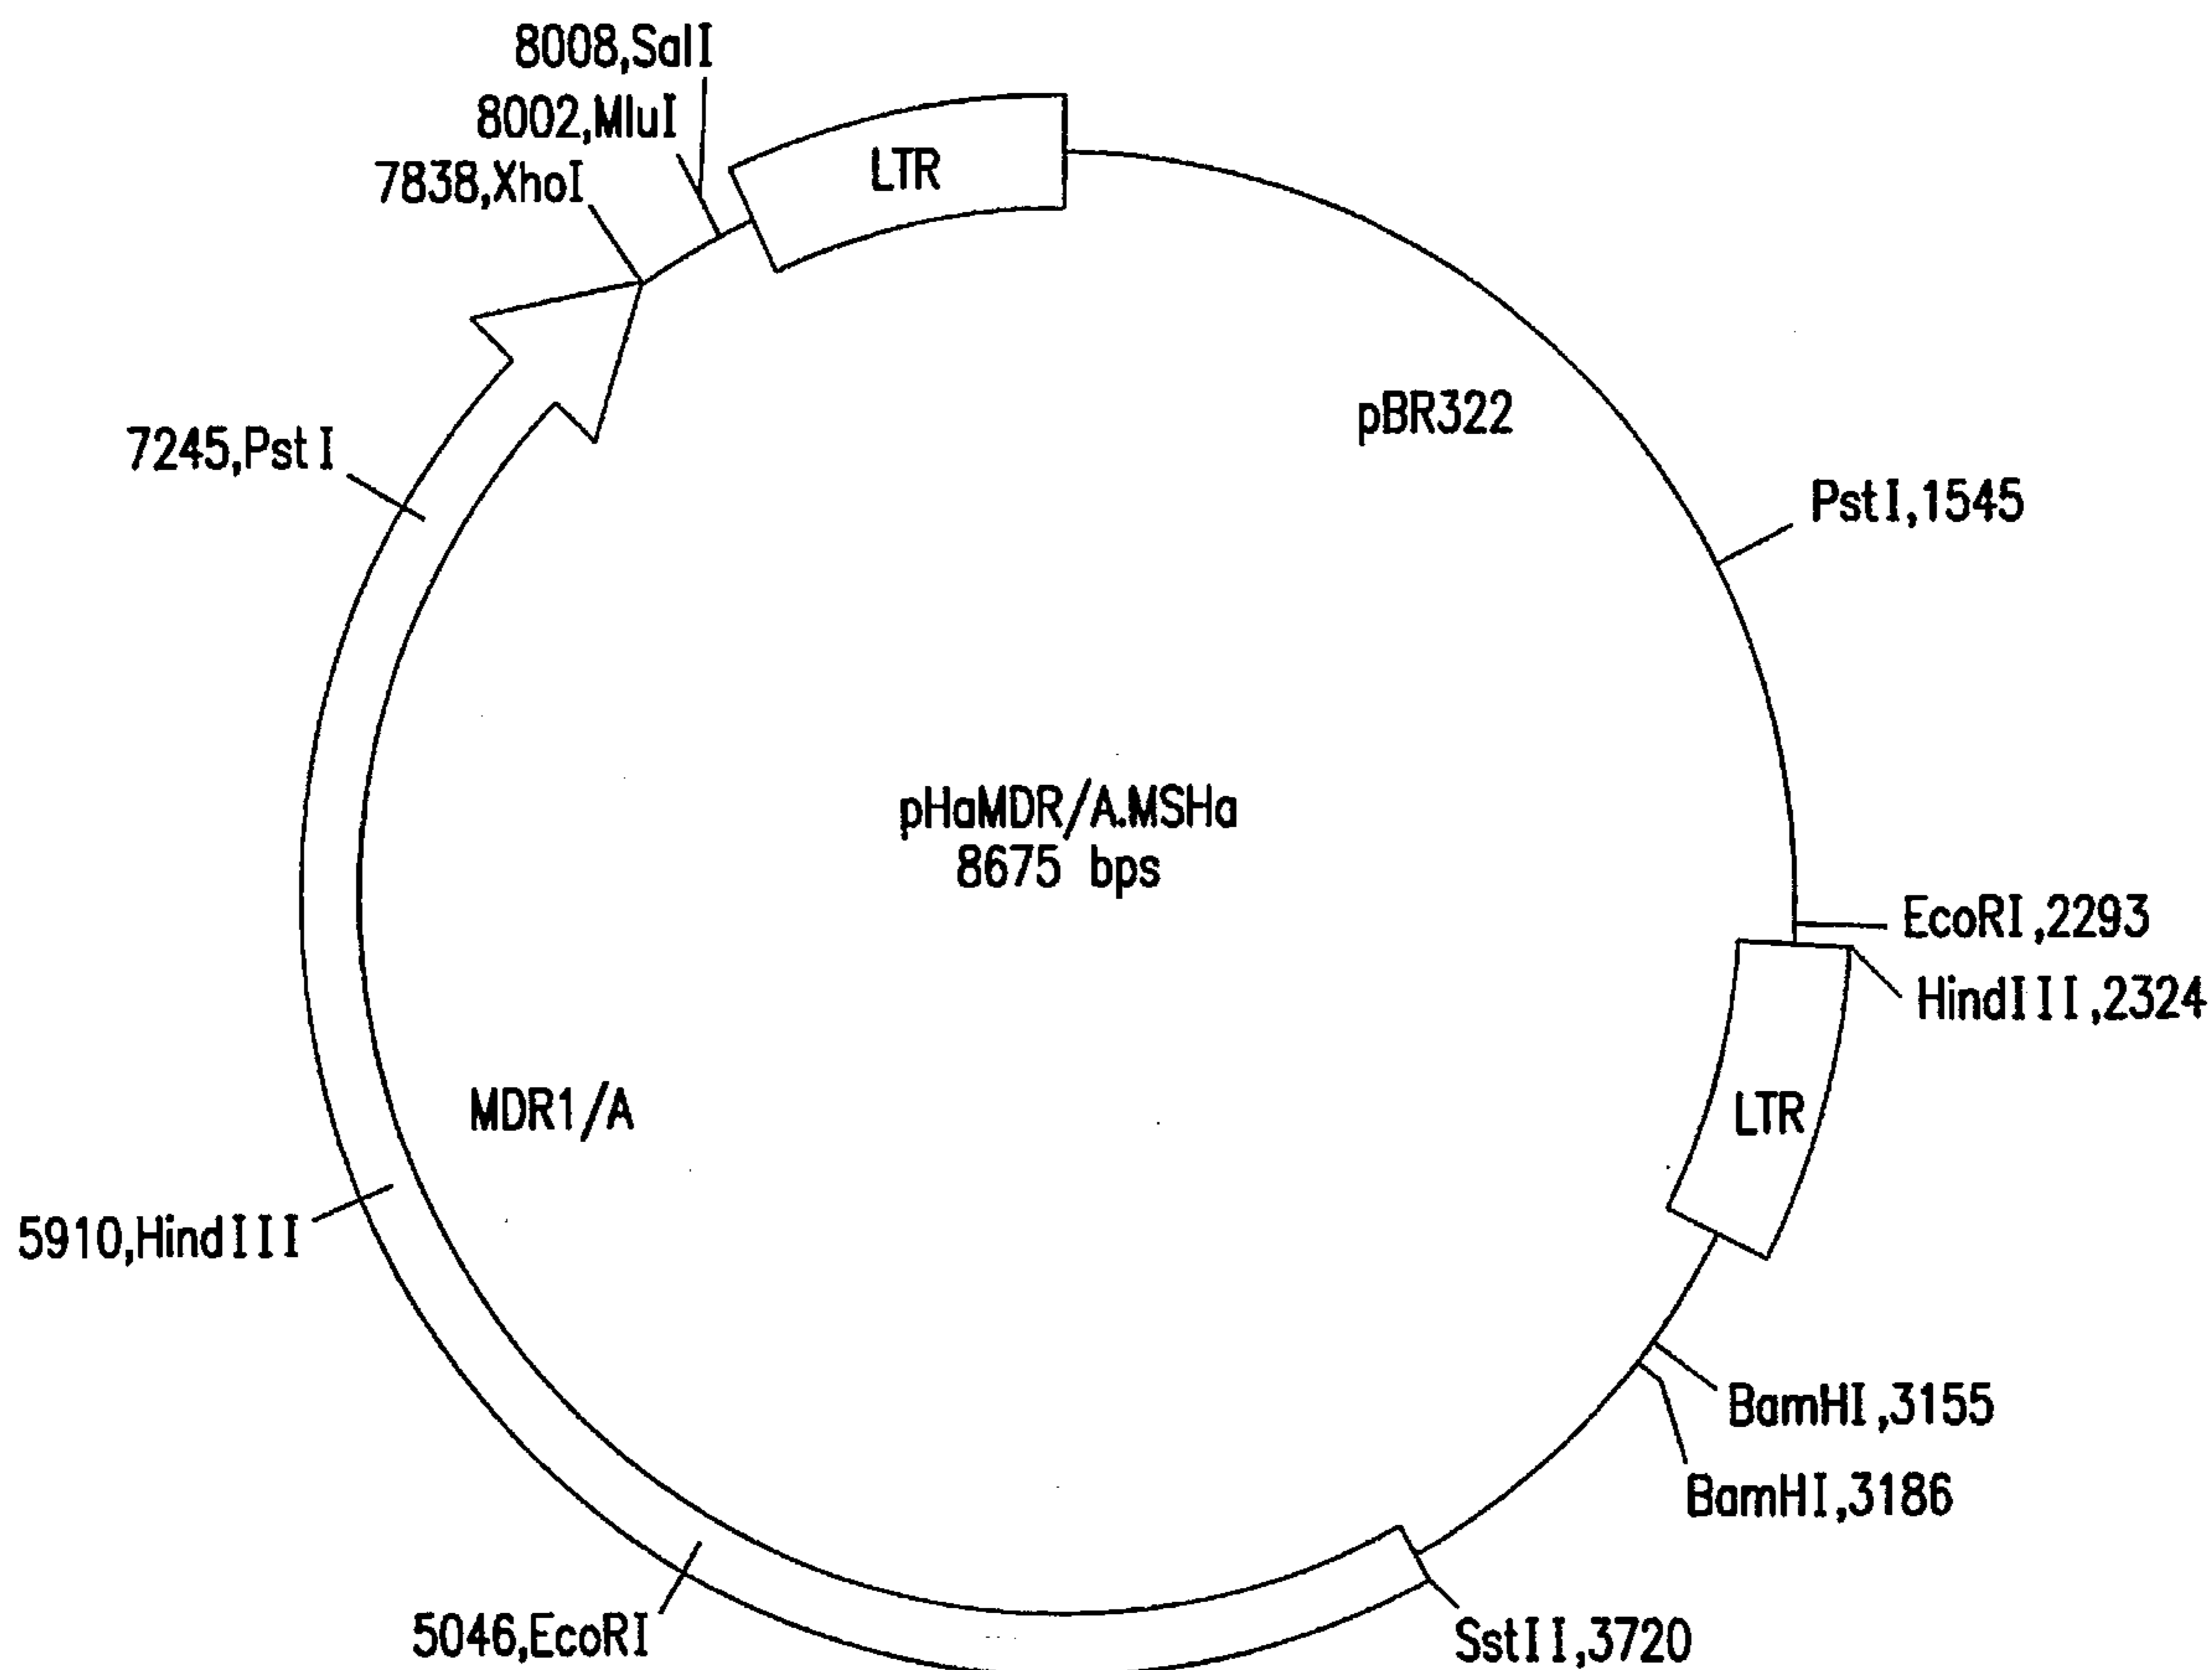 8008,SalI
8002,MluI
7838,XhoI
LTR
pBR322
7245,PstI
PstI,1545
pHaMDR/A.MSHa
8675 bps
EcoRI,2293
HindIII,2324
LTR
MDR1/A
5910,HindIII
BamHI,3155
BamHI,3186
5046,EcoRI
SstII,3720